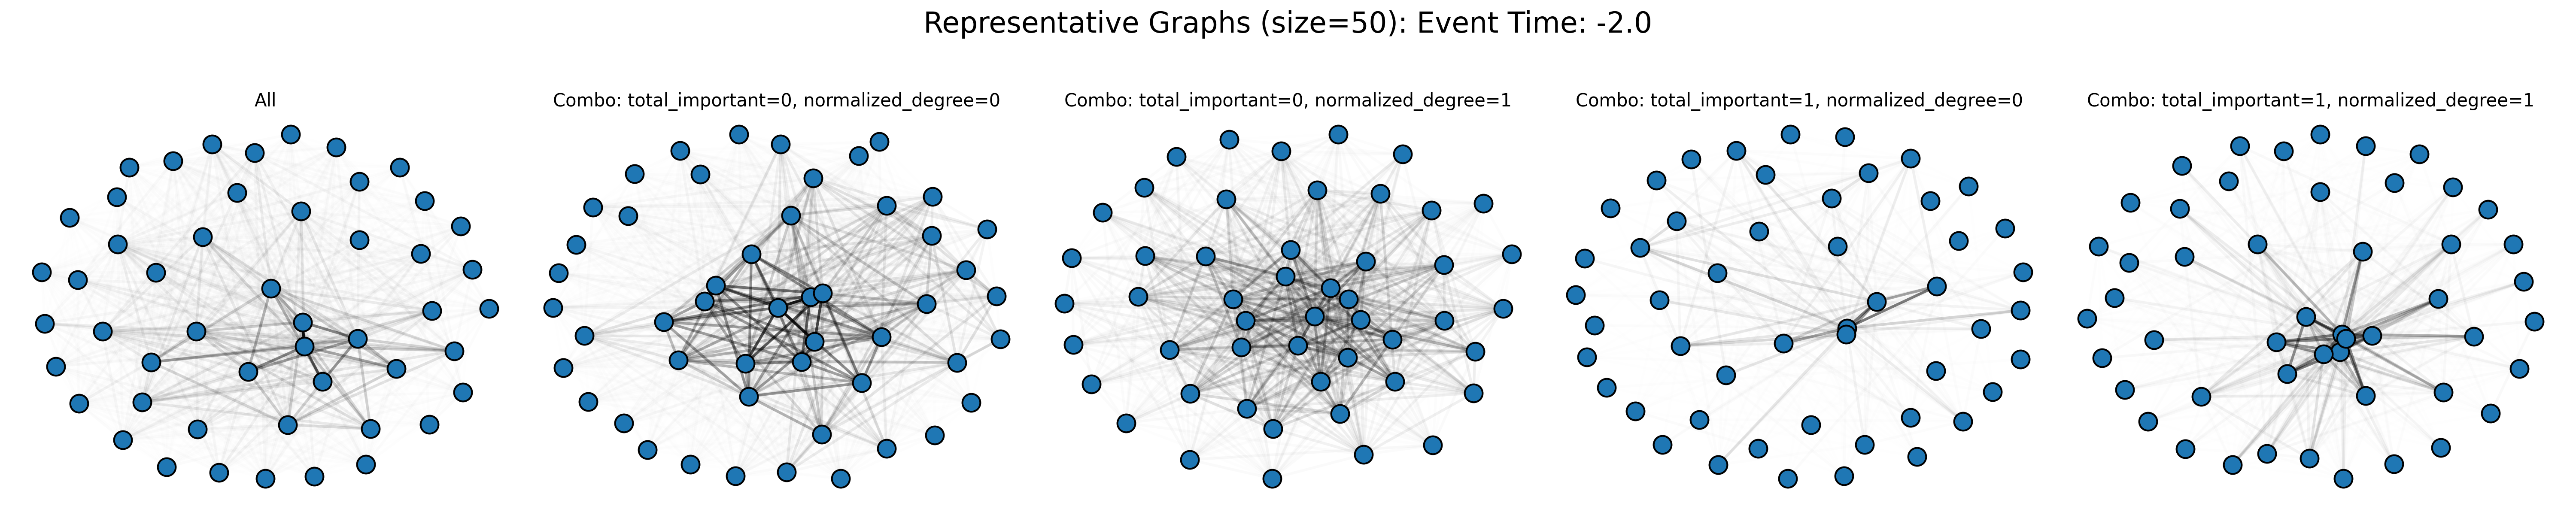 Representative Graphs (size=50): Event Time: -2.0
All
Combo: total_important=0, normalized_degree=0
Combo: total_important=0, normalized_degree=1
Combo: total_important=1, normalized_degree=0
Combo: total_important=1, normalized_degree=1